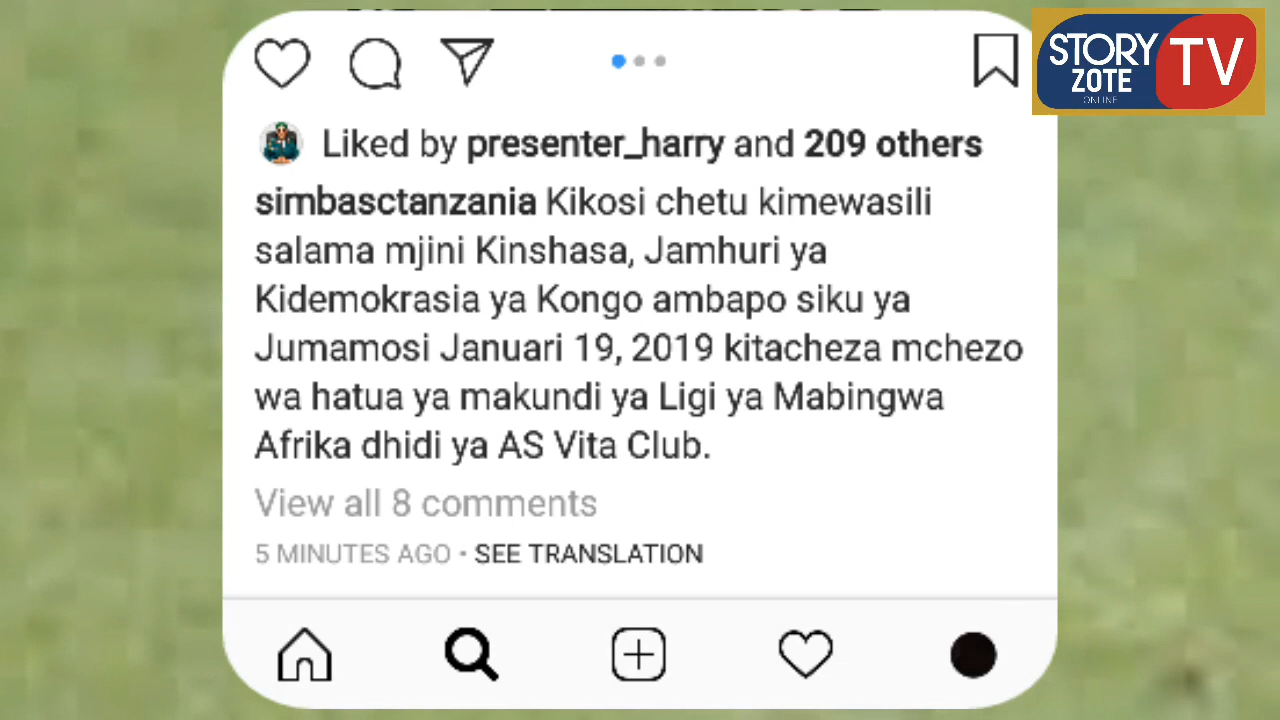 STORY
ZOTE
ONLINE
TV
Liked by presenter_harry and 209 others
simbasctanzania Kikosi chetu kimewasili
salama mjini Kinshasa, Jamhuri ya
Kidemokrasia ya Kongo ambapo siku ya
Jumamosi Januari 19, 2019 kitacheza mchezo
wa hatua ya makundi ya Ligi ya Mabingwa
Afrika dhidi ya AS Vita Club.
View all 8 comments
5 MINUTES AGO • SEE TRANSLATION